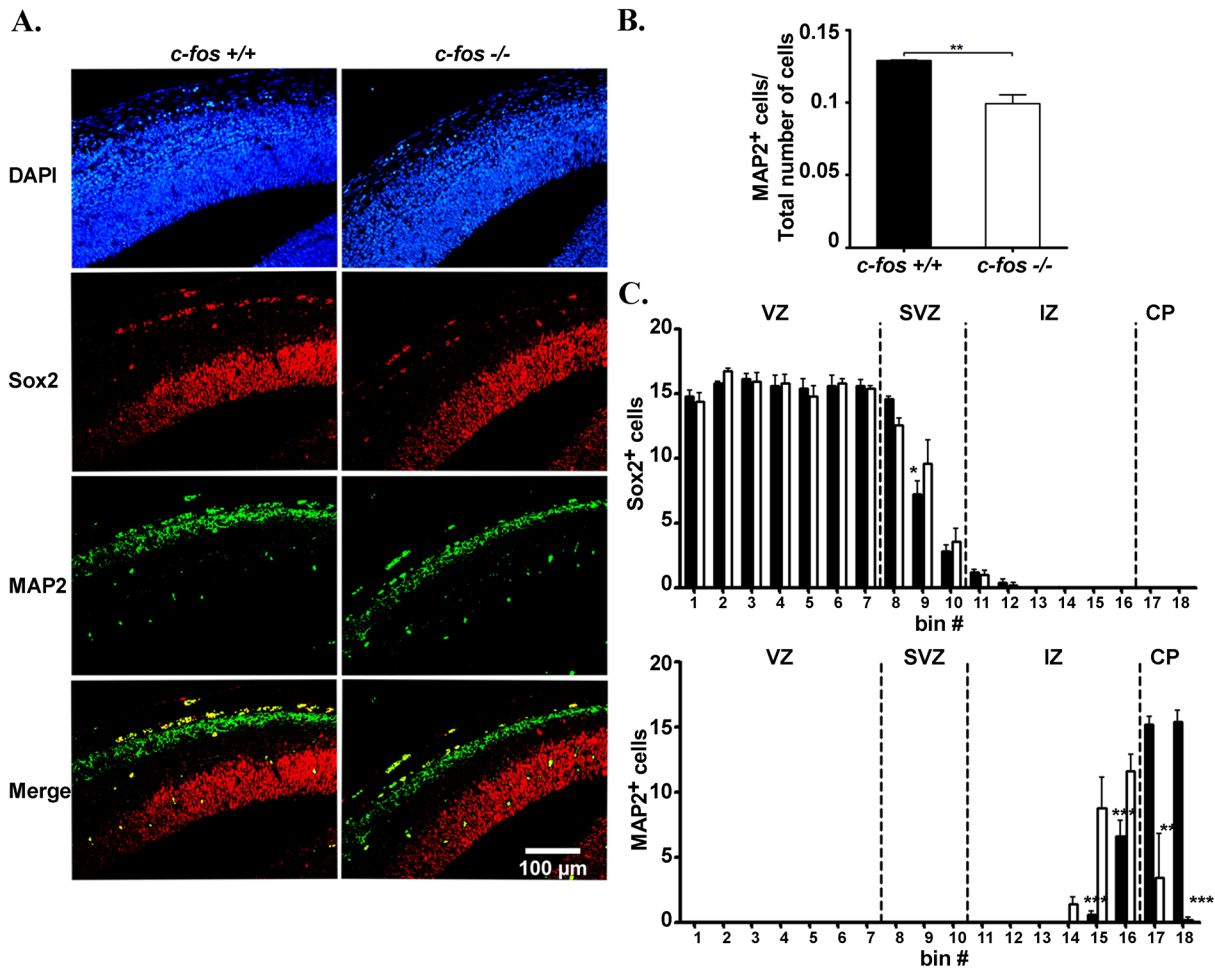 A.
c-fos +/+ c-fos -/-
DAPI
Sox2
MAP2
Merge
100 µm
B.
MAP2+ cells/
Total number of cells
0.15
0.1
0.05
0
**
c-fos +/+ c-fos -/-
C.
VZ SVZ IZ CP
Sox2+ cells
20
15
10
5
0
*
1 2 3 4 5 6 7 8 9 10 11 12 13 14 15 16 17 18
bin #
VZ SVZ IZ CP
MAP2+ cells
20
15
10
5
0
*** *** ** ***
1 2 3 4 5 6 7 8 9 10 11 12 13 14 15 16 17 18
bin #